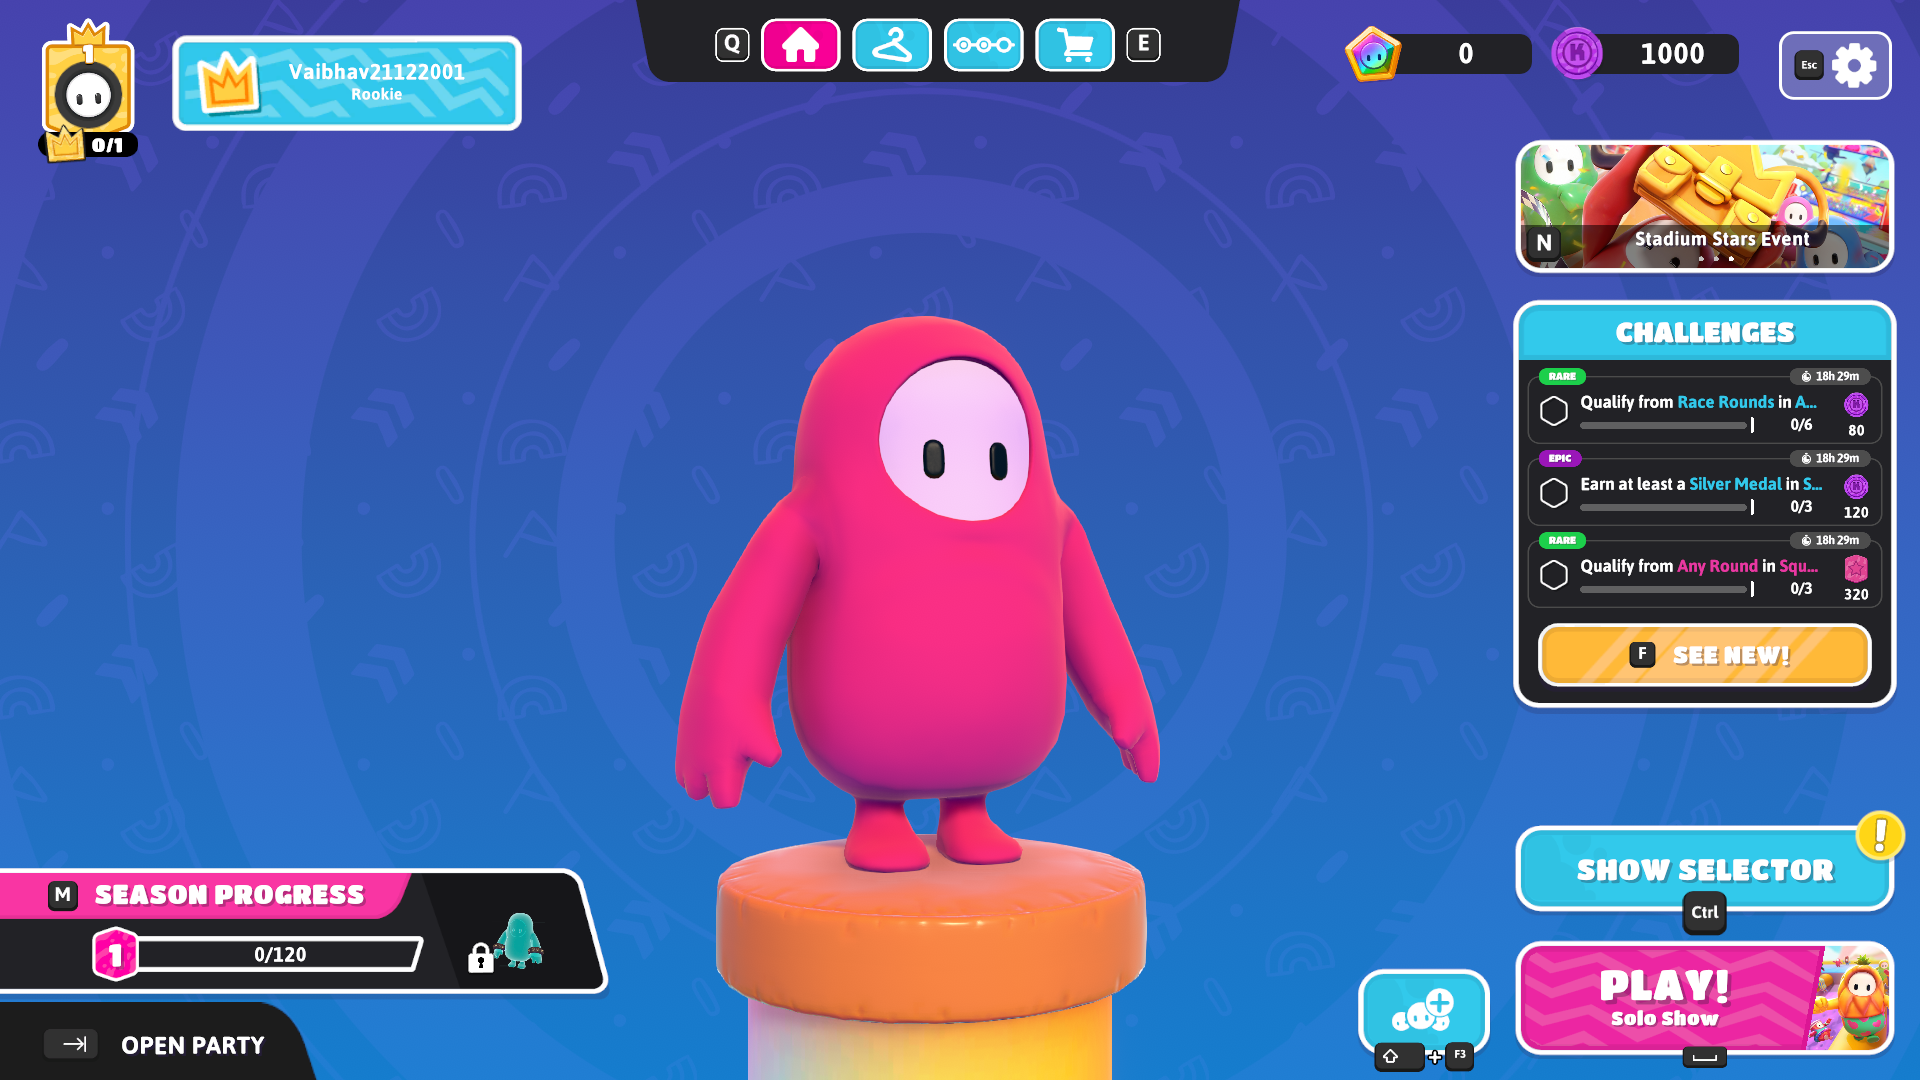 1
0/1
Vaibhav21122001
Rookie
Q
E
0
K
1000
Esc
N
Stadium Stars Event
CHALLENGES
RARE
18h 29m
Qualify from Race Rounds in A...
0/6
80
EPIC
18h 29m
Earn at least a Silver Medal in S...
0/3
120
RARE
18h 29m
Qualify from Any Round in Squ...
0/3
320
F
SEE NEW!
!
SHOW SELECTOR
Ctrl
M
SEASON PROGRESS
1
0/120
OPEN PARTY
+
F3
PLAY!
Solo Show